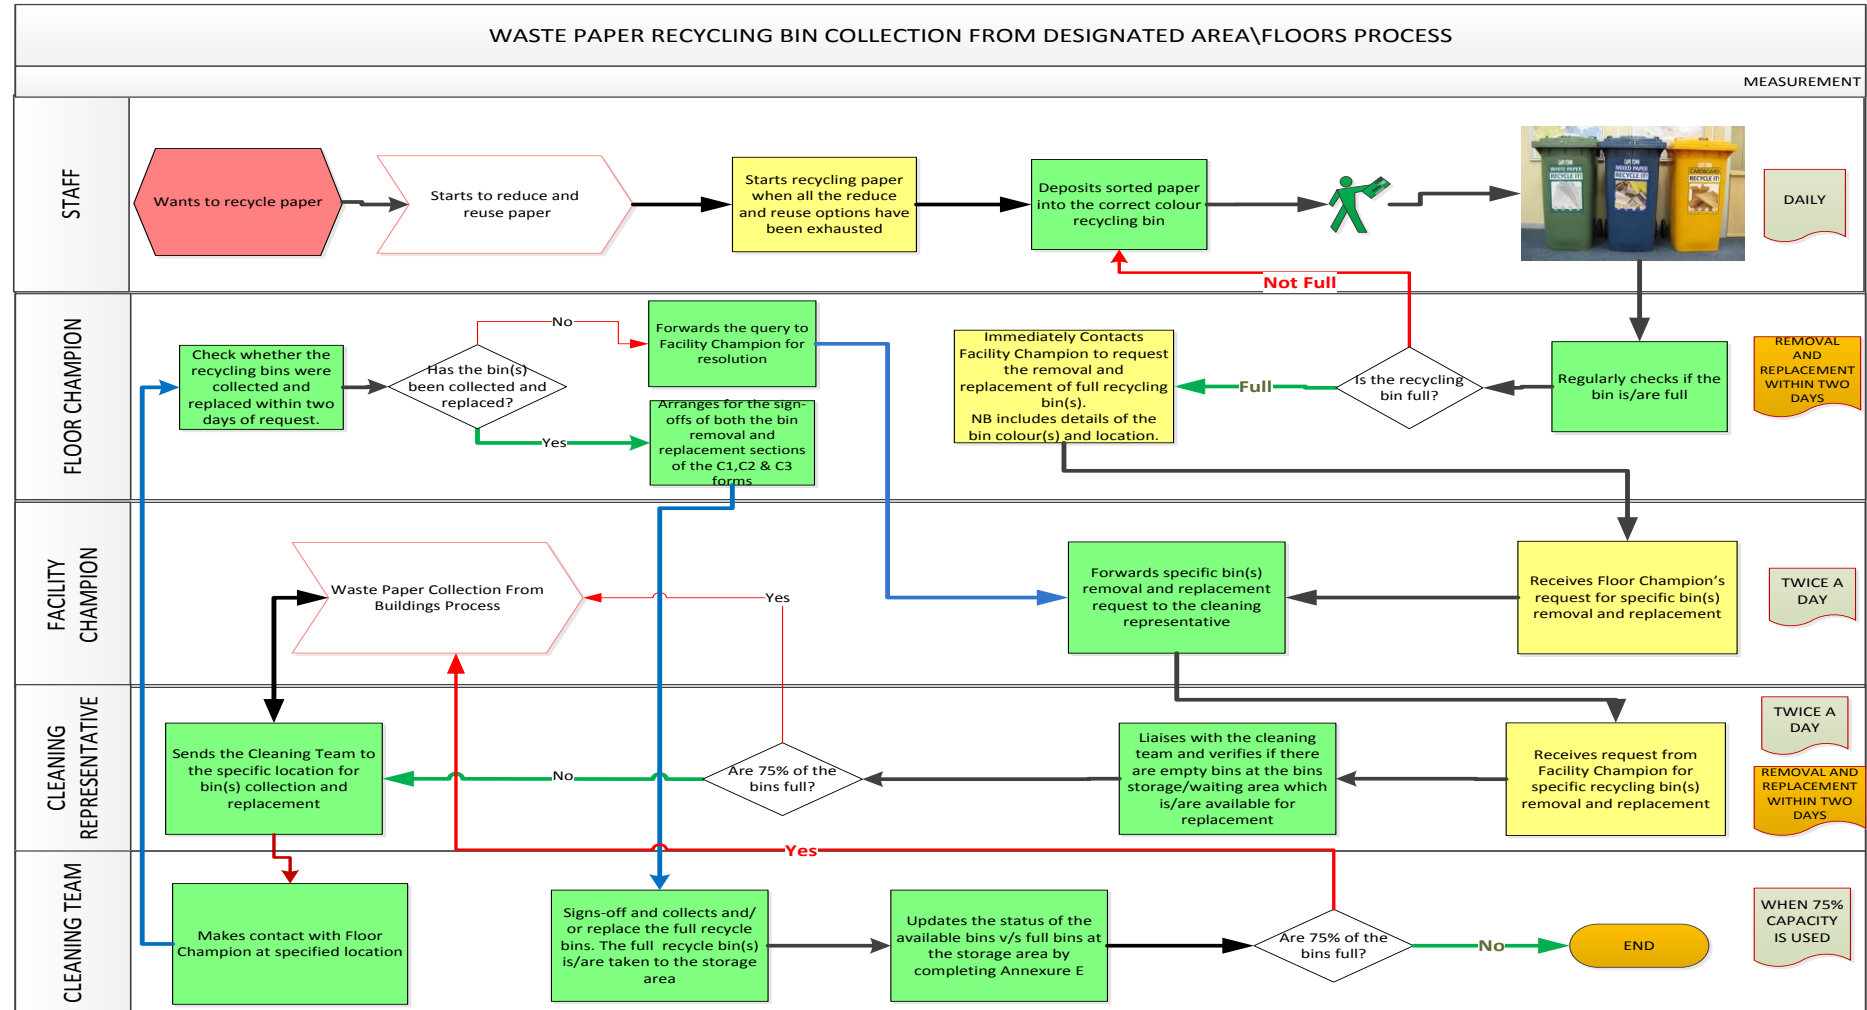 WASTE PAPER RECYCLING BIN COLLECTION FROM DESIGNATED AREA\FLOORS PROCESS
MEASUREMENT
STAFF
Wants to recycle paper
Starts to reduce and
reuse paper
Starts recycling paper
when all the reduce
and reuse options have
been exhausted
Deposits sorted paper
into the correct colour
recycling bin
WHITE PAPER
RECYCLE IT!
MIXED PAPER
RECYCLE IT!
CARDBOARD
RECYCLE IT!
DAILY
Not Full
FLOOR CHAMPION
Check whether the
recycling bins were
collected and
replaced within two
days of request.
Has the bin(s)
been collected and
replaced?
No
Yes
Forwards the query to
Facility Champion for
resolution
Arranges for the sign-
offs of both the bin
removal and
replacement sections
of the C1,C2 & C3
forms
Immediately Contacts
Facility Champion to request
the removal and
replacement of full recycling
bin(s).
NB includes details of the
bin colour(s) and location.
Full
Is the recycling
bin full?
Regularly checks if the
bin is/are full
REMOVAL
AND
REPLACEMENT
WITHIN TWO
DAYS
FACILITY
CHAMPION
Waste Paper Collection From
Buildings Process
Yes
Forwards specific bin(s)
removal and replacement
request to the cleaning
representative
Receives Floor Champion's
request for specific bin(s)
removal and replacement
TWICE A
DAY
CLEANING
REPRESENTATIVE
Sends the Cleaning Team to
the specific location for
bin(s) collection and
replacement
No
Are 75% of the
bins full?
Liaises with the cleaning
team and verifies if there
are empty bins at the bins
storage/waiting area which
is/are available for
replacement
Receives request from
Facility Champion for
specific recycling bin(s)
removal and replacement
TWICE A
DAY
REMOVAL AND
REPLACEMENT
WITHIN TWO
DAYS
Yes
CLEANING TEAM
Makes contact with Floor
Champion at specified location
Signs-off and collects and/
or replace the full recycle
bins. The full  recycle bin(s)
is/are taken to the storage
area
Updates the status of the
available bins v/s full bins at
the storage area by
completing Annexure E
Are 75% of the
bins full?
No
END
WHEN 75%
CAPACITY
IS USED